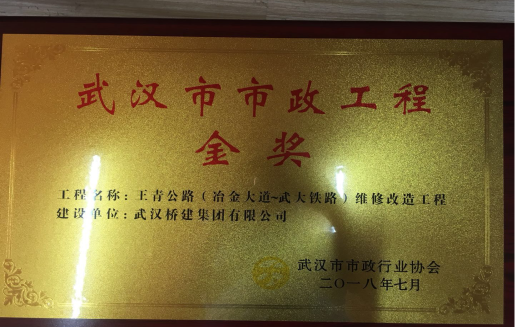 武汉市市政工程
金奖
工程名称：王青公路（冶金大道~武大铁路）维修改造工程
建设单位：武汉桥建集团有限公司
武汉市市政行业协会
二〇一八年七月